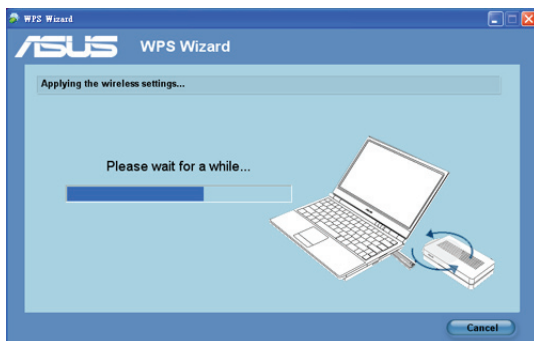 WPS Wizard
ASUS WPS Wizard
Applying the wireless settings...
Please wait for a while...
Cancel